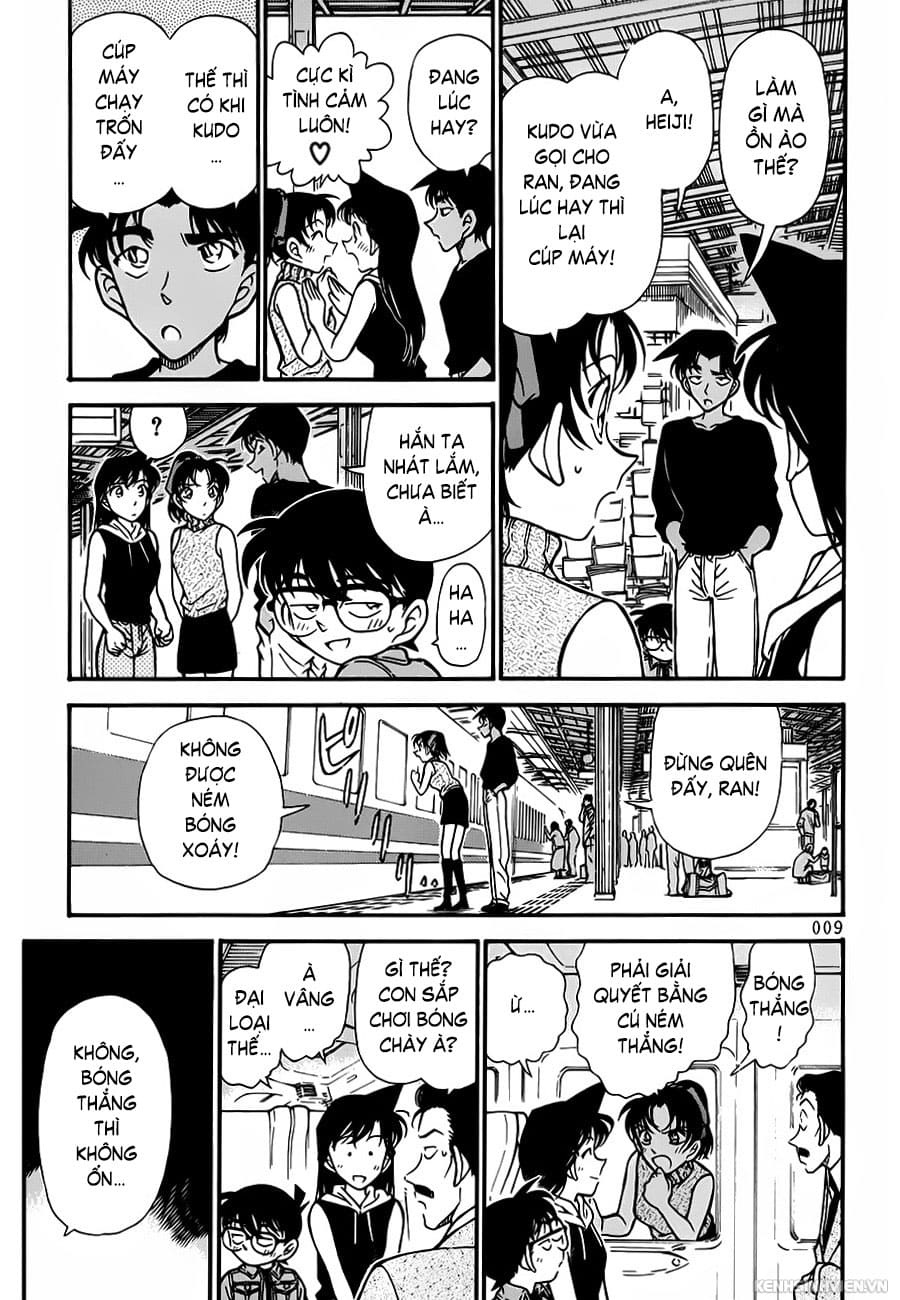 LÀM
GÌ MÀ
ỒN ÀO
THẾ?
A,
HEIJI!
KUDO VỪA
GỌI CHO
RAN, ĐANG
LÚC HAY THÌ
LẠI
CÚP MÁY!
ĐANG
LÚC
HAY?
CỰC KÌ
TÌNH CẢM
LUÔN!
♡
THẾ THÌ
CÓ KHI
KUDO
...
CÚP
MÁY
CHẠY
TRỐN
ĐẤY
...
HẮN TA
NHÁT LẮM,
CHƯA BIẾT
À...
HA
HA
...
?
ĐỪNG QUÊN
ĐẤY, RAN!
KHÔNG
ĐƯỢC
NÉM
BÓNG
XOÁY!
009
BÓNG
THẲNG
!
PHẢI GIẢI
QUYẾT BẰNG
CÚ NÉM
THẲNG!
Ừ...
GÌ THẾ?
CON SẮP
CHƠI BÓNG
CHÀY À?
À
VÂNG
...
ĐẠI
LOẠI
THẾ...
KHÔNG,
BÓNG
THẲNG
THÌ
KHÔNG
ỔN...
KENHSINHVIEN.VN